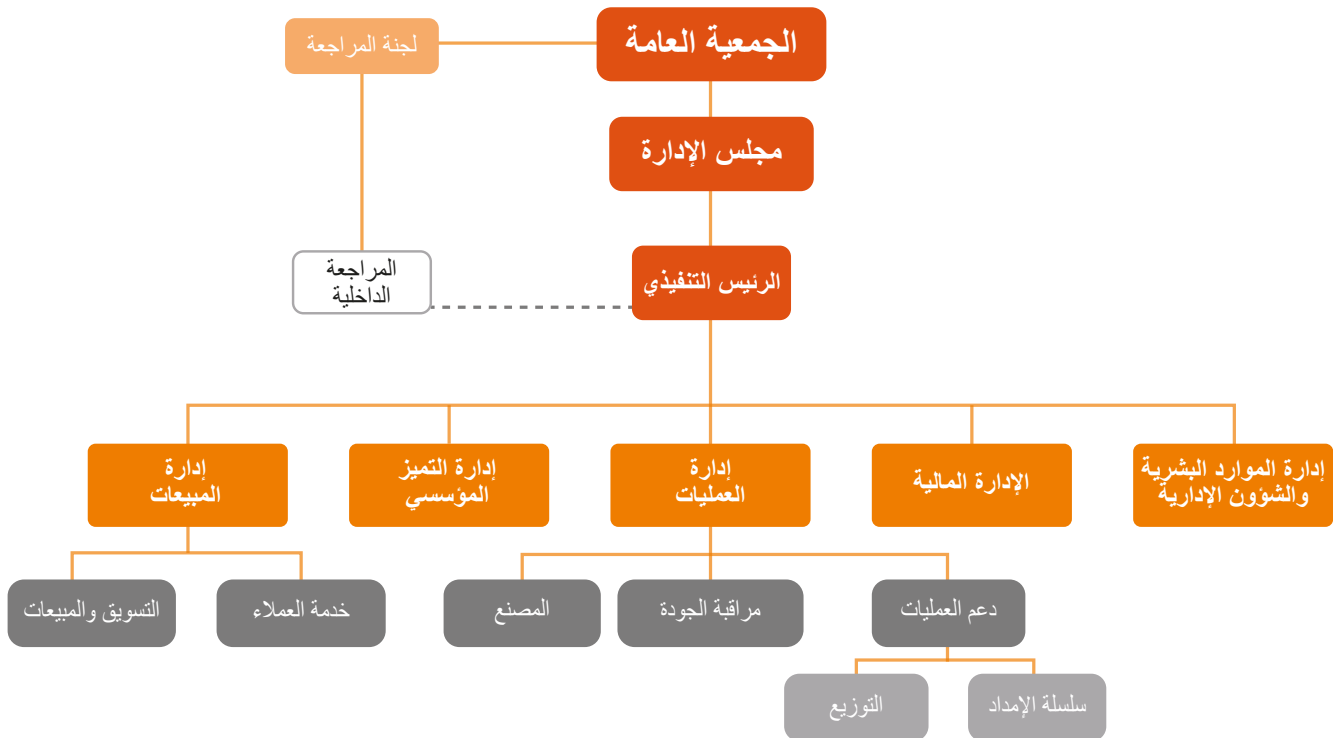 الجمعية العامة
لجنة المراجعة
مجلس الإدارة
الرئيس التنفيذي
المراجعة
الداخلية
إدارة الموارد البشرية
والشؤون الإدارية
الإدارة المالية
إدارة
العمليات
إدارة التميز
المؤسسي
إدارة
المبيعات
دعم العمليات
مراقبة الجودة
المصنع
خدمة العملاء
التسويق والمبيعات
سلسلة الإمداد
التوزيع